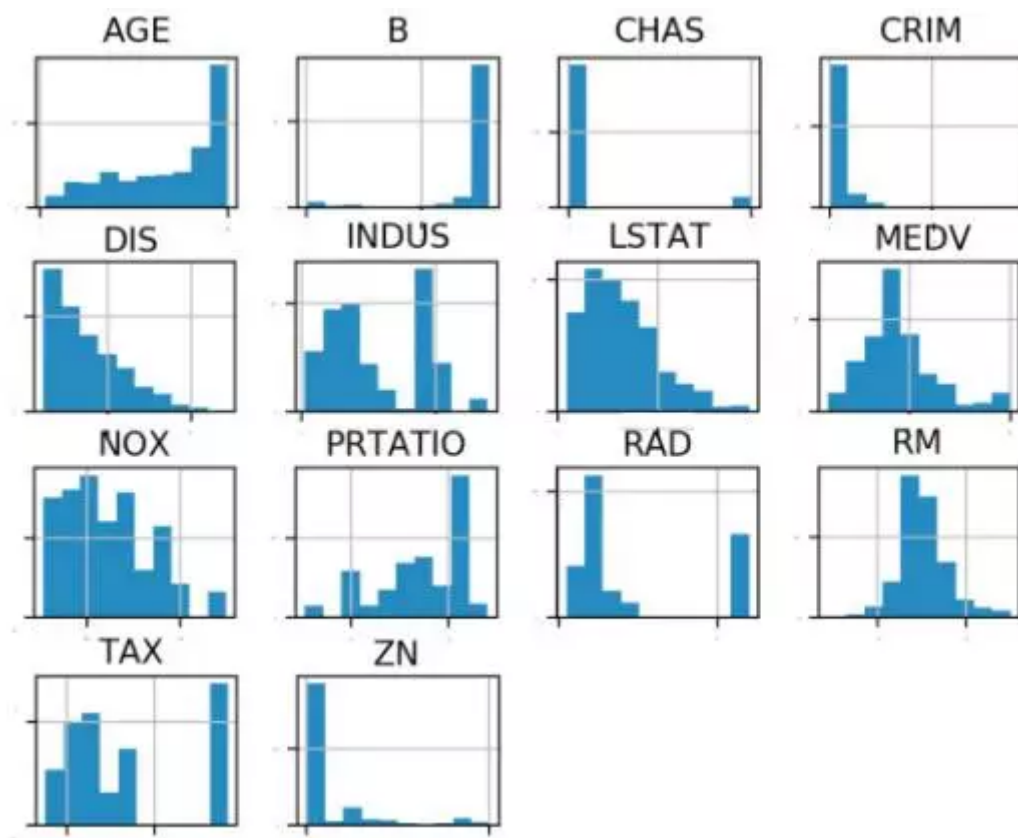 AGE
B
CHAS
CRIM
DIS
INDUS
LSTAT
MEDV
NOX
PRTATIO
RAD
RM
TAX
ZN